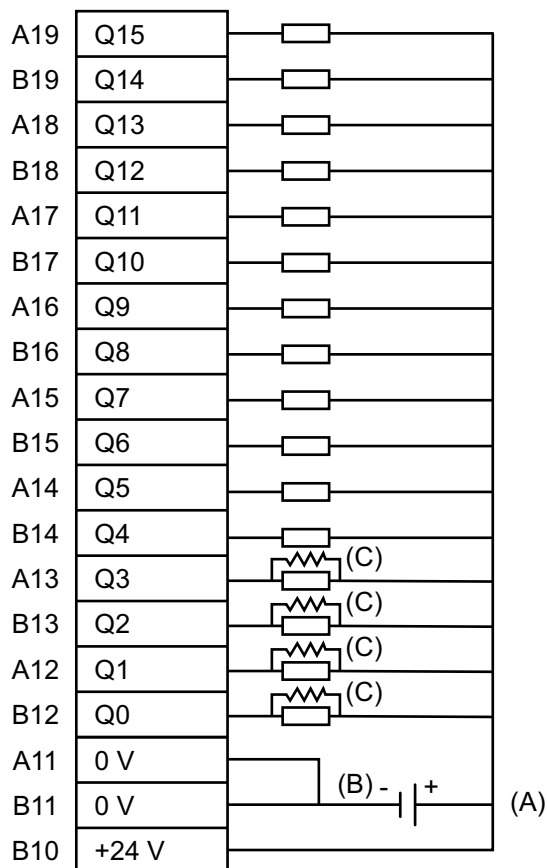 A19 Q15
B19 Q14
A18 Q13
B18 Q12
A17 Q11
B17 Q10
A16 Q9
B16 Q8
A15 Q7
B15 Q6
A14 Q5
B14 Q4
(C)
A13 Q3
(C)
B13 Q2
(C)
A12 Q1
(C)
B12 Q0
A11 0 V
(B) - +
B11 0 V (A)
B10 +24 V